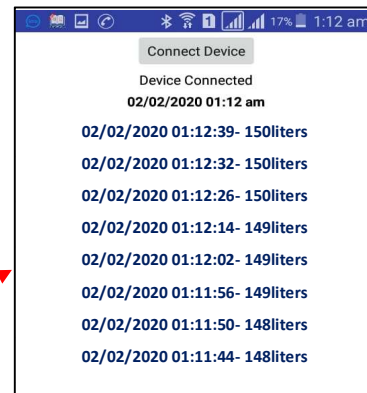 1 17% 1:12 am
Connect Device
Device Connected
02/02/2020 01:12 am
02/02/2020 01:12:39- 150liters
02/02/2020 01:12:32- 150liters
02/02/2020 01:12:26- 150liters
02/02/2020 01:12:14- 149liters
02/02/2020 01:12:02- 149liters
02/02/2020 01:11:56- 149liters
02/02/2020 01:11:50- 148liters
02/02/2020 01:11:44- 148liters